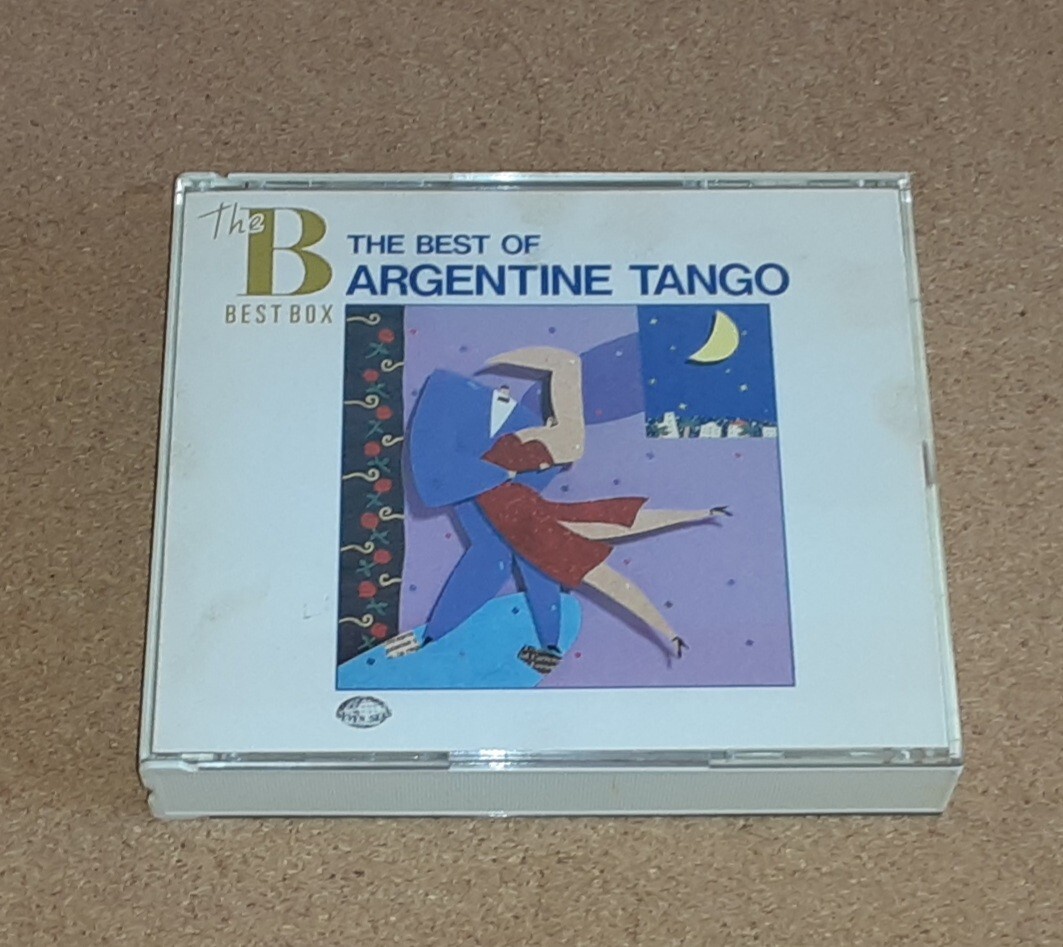 The B
BEST BOX
THE BEST OF
ARGENTINE TANGO